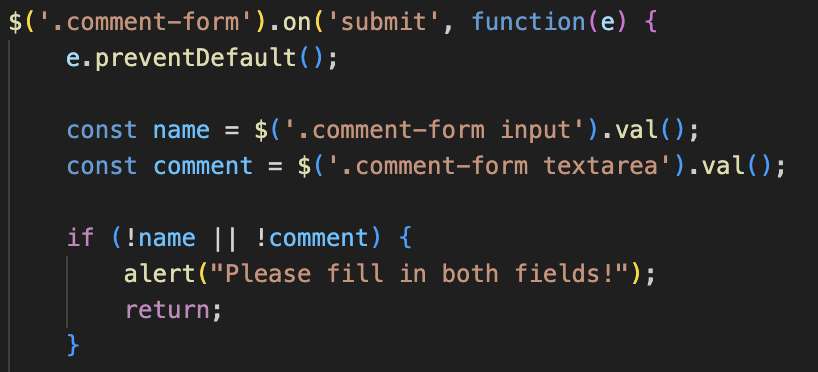 $('.comment-form').on('submit', function(e) {
e.preventDefault();
const name = $('.comment-form input').val();
const comment = $('.comment-form textarea').val();
if (!name || !comment) {
alert("Please fill in both fields!");
return;
}